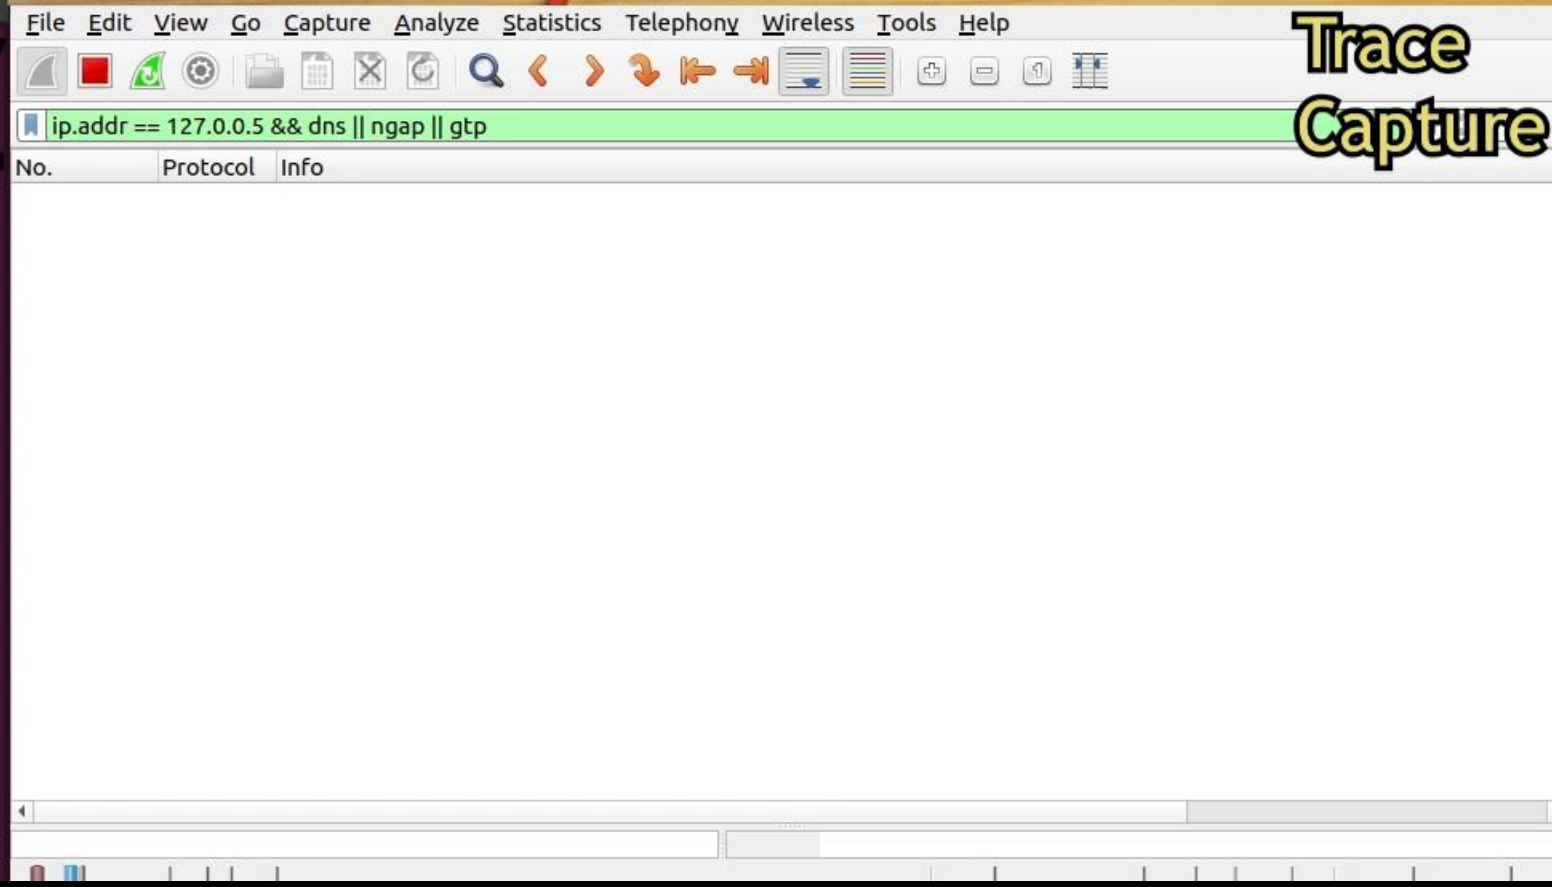 File Edit View Go Capture Analyze Statistics Telephony Wireless Tools Help
Trace
Capture
ip.addr == 127.0.0.5 && dns || ngap || gtp
No. Protocol Info